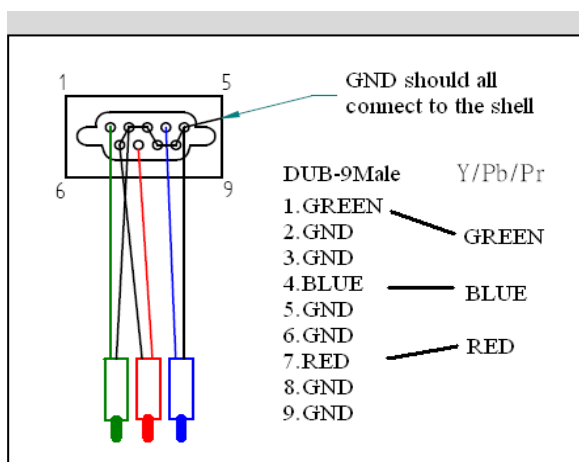 1
5
GND should all
connect to the shell
6
9
DUB-9Male
Y/Pb/Pr
1.GREEN
2.GND
3.GND
4.BLUE
5.GND
6.GND
7.RED
8.GND
9.GND
GREEN
BLUE
RED